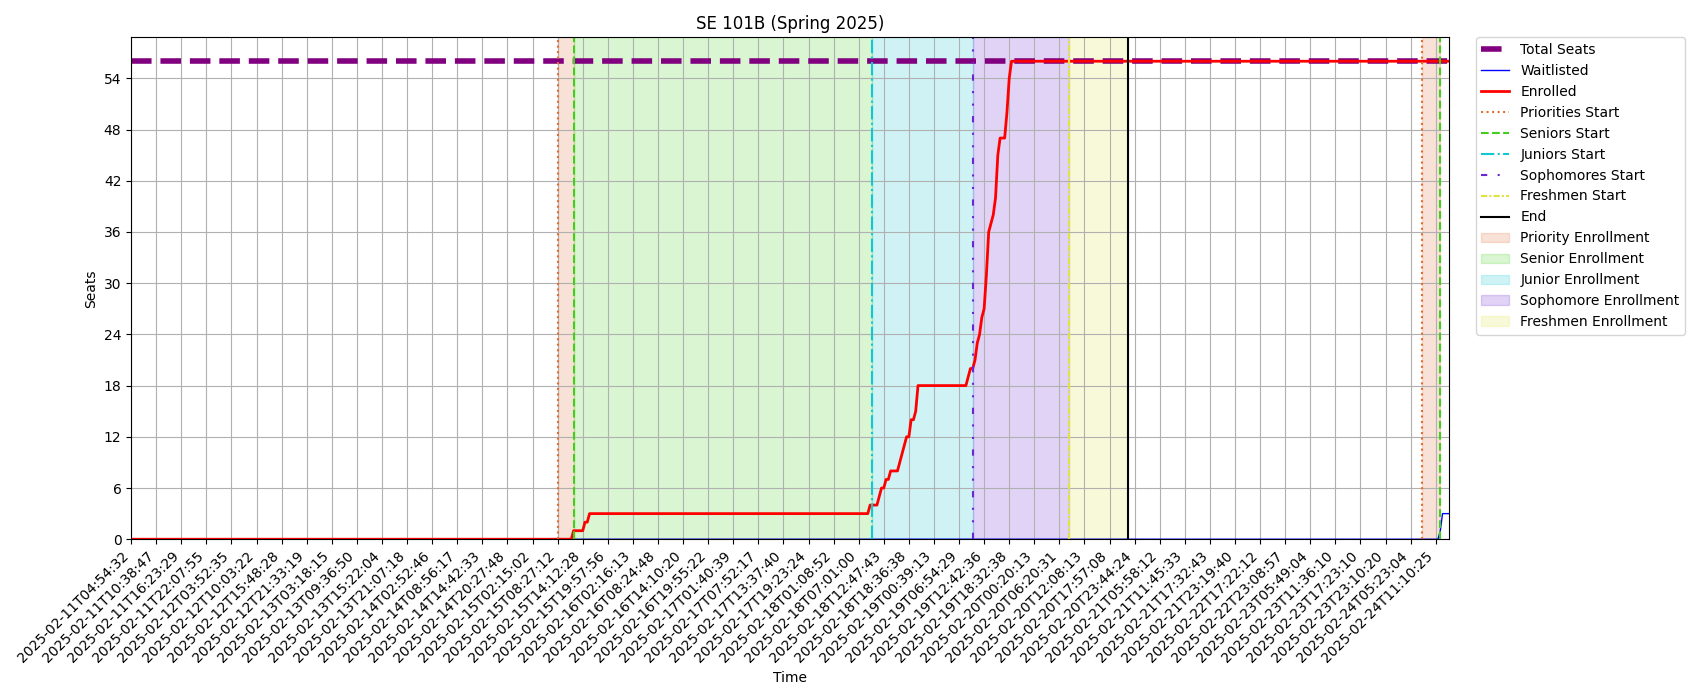 SE 101B (Spring 2025)
Seats
54
48
42
36
30
24
18
12
6
0
2025-02-11T04:54:32
2025-02-11T10:38:47
2025-02-11T16:23:29
2025-02-11T22:07:55
2025-02-12T03:52:35
2025-02-12T10:03:22
2025-02-12T15:48:28
2025-02-12T21:33:19
2025-02-13T03:18:15
2025-02-13T09:36:50
2025-02-13T15:22:04
2025-02-13T21:07:18
2025-02-14T02:52:46
2025-02-14T08:56:17
2025-02-14T14:42:33
2025-02-14T20:27:48
2025-02-15T02:15:02
2025-02-15T08:27:12
2025-02-15T14:12:28
2025-02-15T19:57:56
2025-02-16T02:16:13
2025-02-16T08:24:48
2025-02-16T14:10:20
2025-02-16T19:55:22
2025-02-17T01:40:39
2025-02-17T07:52:17
2025-02-17T13:37:40
2025-02-17T19:23:24
2025-02-18T01:08:52
2025-02-18T07:01:00
2025-02-18T12:47:43
2025-02-18T18:36:38
2025-02-19T00:39:13
2025-02-19T06:54:29
2025-02-19T12:42:36
2025-02-19T18:32:38
2025-02-20T00:20:13
2025-02-20T06:20:31
2025-02-20T12:08:13
2025-02-20T17:57:08
2025-02-20T23:44:24
2025-02-21T05:58:12
2025-02-21T11:45:33
2025-02-21T17:32:43
2025-02-21T23:19:40
2025-02-22T17:22:12
2025-02-22T23:08:57
2025-02-23T05:49:04
2025-02-23T11:36:10
2025-02-23T17:23:10
2025-02-23T23:10:20
2025-02-24T05:23:04
2025-02-24T11:10:25
Time
Total Seats
Waitlisted
Enrolled
Priorities Start
Seniors Start
Juniors Start
Sophomores Start
Freshmen Start
End
Priority Enrollment
Senior Enrollment
Junior Enrollment
Sophomore Enrollment
Freshmen Enrollment